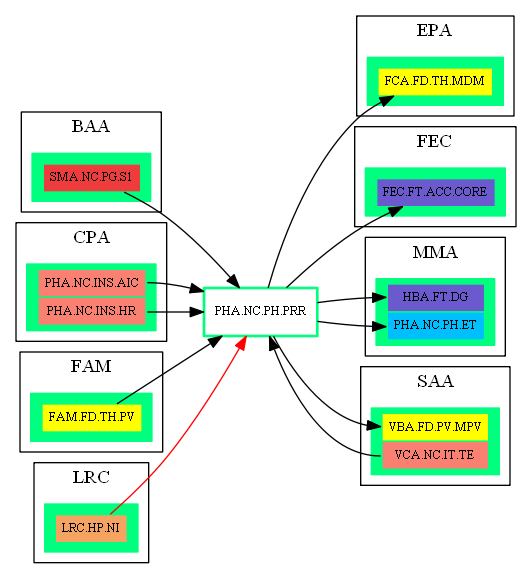 BAA
SMA.NC.PG.S1
CPA
PHA.NC.INS.AIC
PHA.NC.INS.HR
FAM
FAM.FD.TH.PV
LRC
LRC.HP.NI
PHA.NC.PH.PRR
EPA
FCA.FD.TH.MDM
FEC
FEC.FT.ACC.CORE
MMA
HBA.FT.DG
PHA.NC.PH.ET
SAA
VBA.FD.PV.MPV
VCA.NC.IT.TE